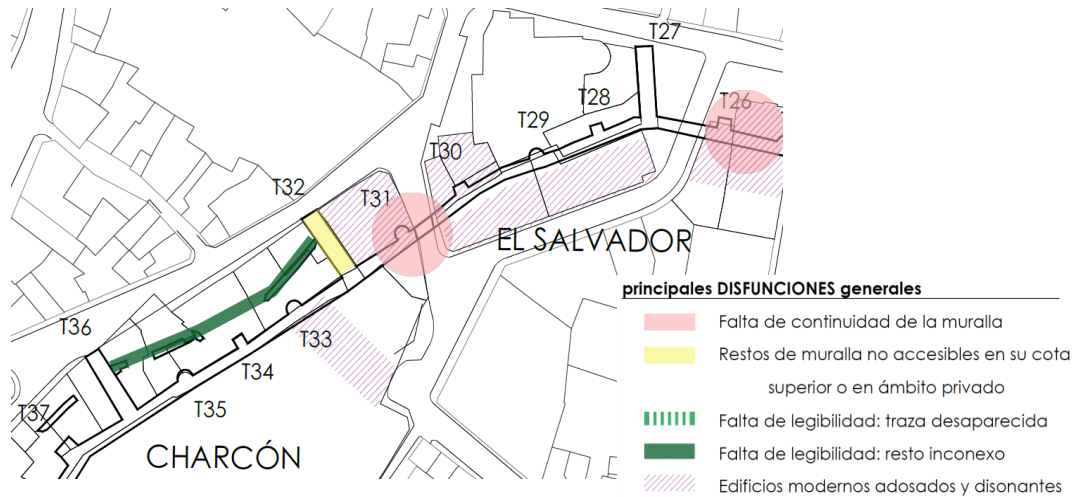 T27
T26
T28
T29
T30
T32
T31
EL SALVADOR
T36
T33
T34
T37
T35
CHARCÓN
principales DISFUNCIONES generales
Falta de continuidad de la muralla
Restos de muralla no accesibles en su cota
superior o en ámbito privado
Falta de legibilidad: traza desaparecida
Falta de legibilidad: resto inconexo
Edificios modernos adosados y disonantes